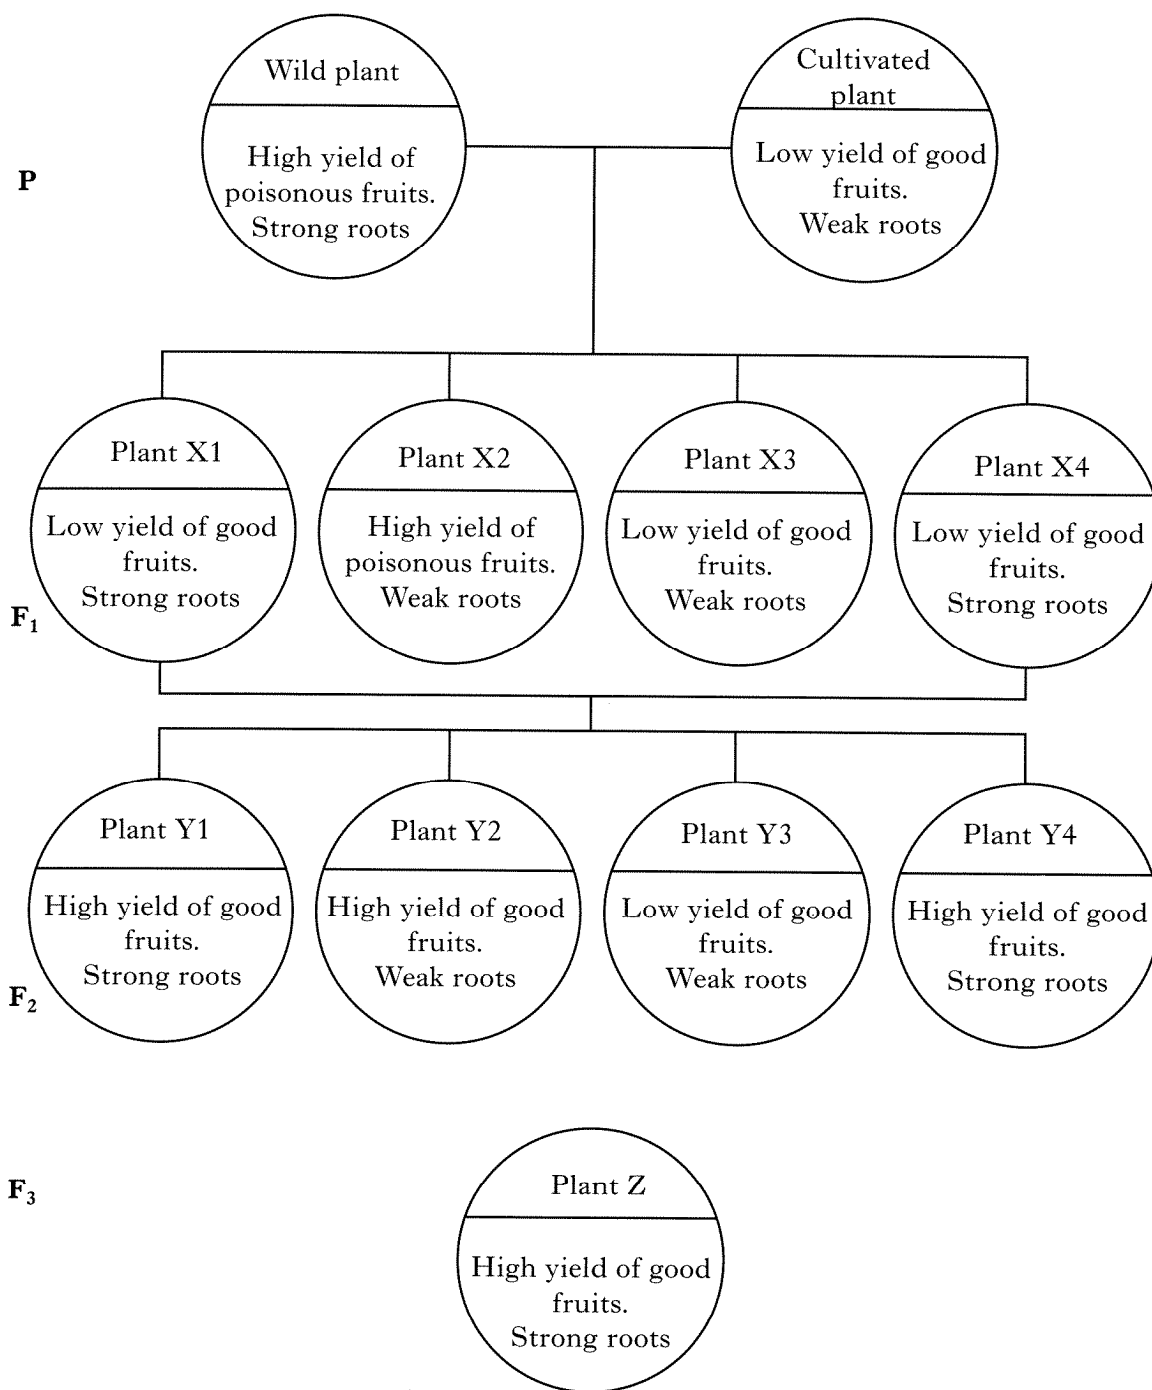 P
Wild plant
High yield of
poisonous fruits.
Strong roots
Cultivated
plant
Low yield of good
fruits.
Weak roots
F₁
Plant X1
Low yield of good
fruits.
Strong roots
Plant X2
High yield of
poisonous fruits.
Weak roots
Plant X3
Low yield of good
fruits.
Weak roots
Plant X4
Low yield of good
fruits.
Strong roots
F₂
Plant Y1
High yield of good
fruits.
Strong roots
Plant Y2
High yield of good
fruits.
Weak roots
Plant Y3
Low yield of good
fruits.
Weak roots
Plant Y4
High yield of good
fruits.
Strong roots
F₃
Plant Z
High yield of good
fruits.
Strong roots